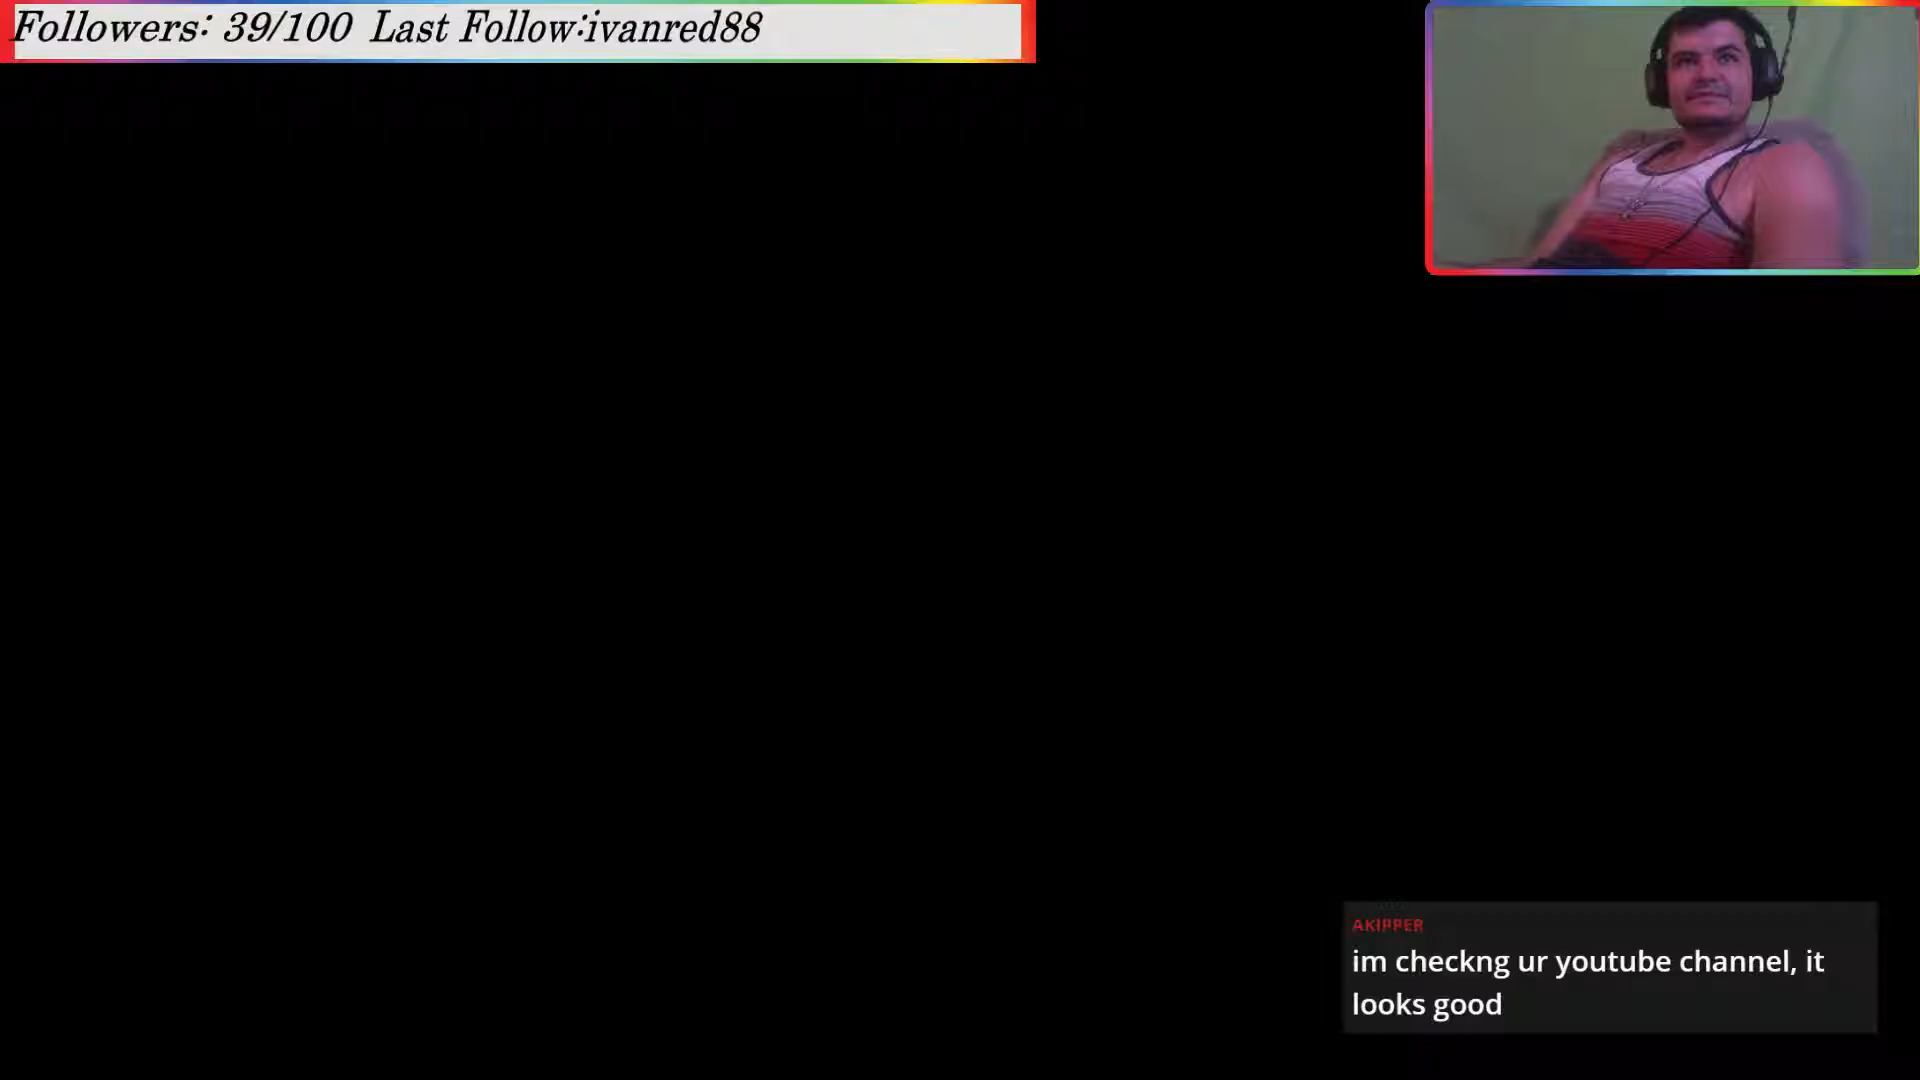 Followers: 39/100 Last Follow:ivanred88
AKIPPER
im checkng ur youtube channel, it
looks good